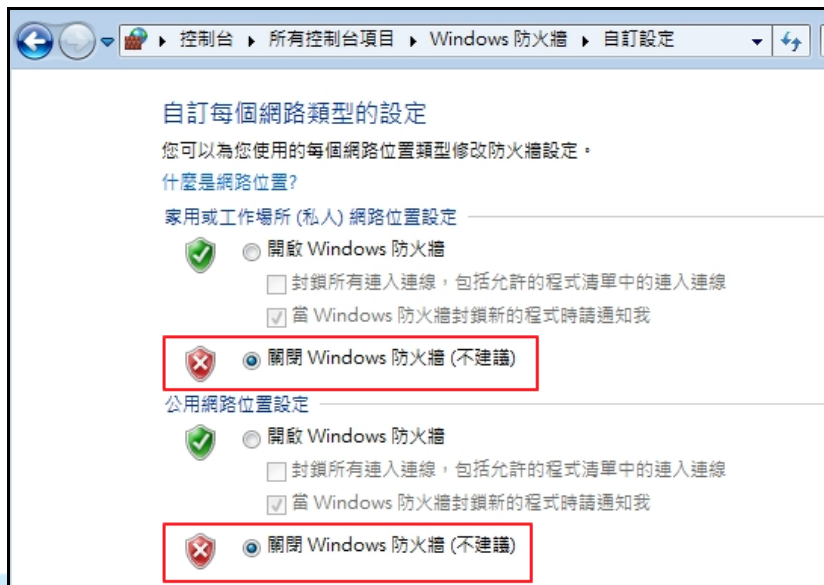 控制台 ▸ 所有控制台項目 ▸ Windows 防火牆 ▸ 自訂設定
自訂每個網路類型的設定
您可以為您使用的每個網路位置類型修改防火牆設定。
什麼是網路位置?
家用或工作場所 (私人) 網路位置設定
開啟 Windows 防火牆
封鎖所有連入連線，包括允許的程式清單中的連入連線
當 Windows 防火牆封鎖新的程式時請通知我
關閉 Windows 防火牆 (不建議)
公用網路位置設定
開啟 Windows 防火牆
封鎖所有連入連線，包括允許的程式清單中的連入連線
當 Windows 防火牆封鎖新的程式時請通知我
關閉 Windows 防火牆 (不建議)